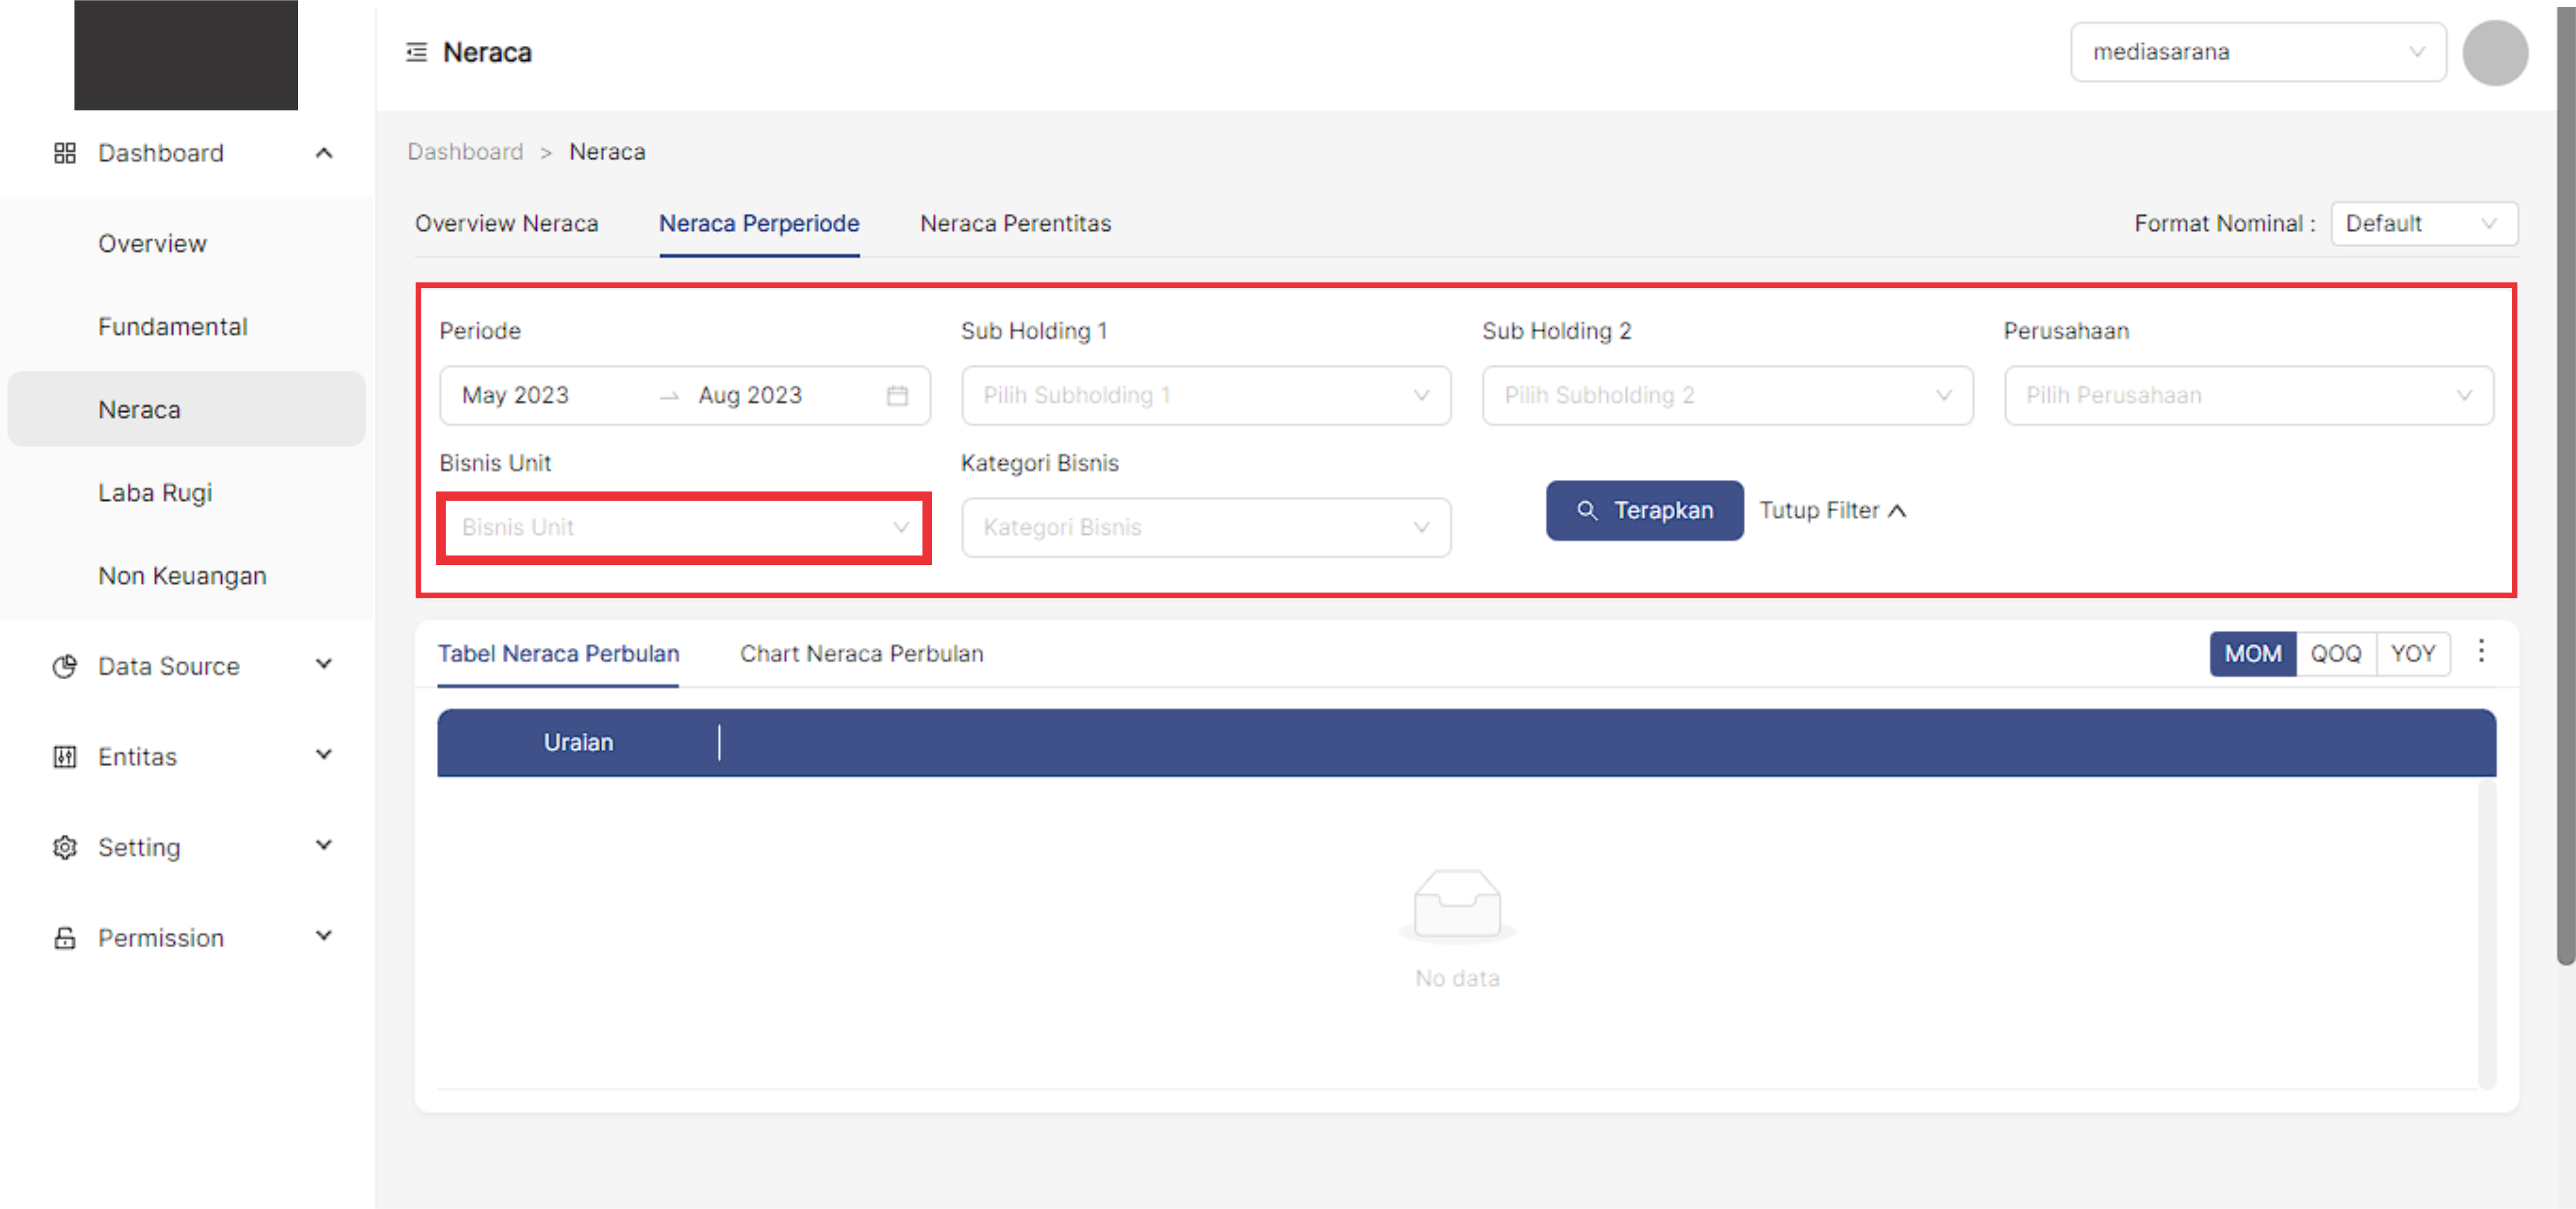 Neraca
mediasarana
Dashboard
Overview
Fundamental
Neraca
Laba Rugi
Non Keuangan
Data Source
Entitas
Setting
Permission
Dashboard > Neraca
Overview Neraca Neraca Perperiode Neraca Perentitas
Format Nominal : Default
Periode Sub Holding 1 Sub Holding 2 Perusahaan
May 2023 → Aug 2023 Pilih Subholding 1 Pilih Subholding 2 Pilih Perusahaan
Bisnis Unit Kategori Bisnis
Bisnis Unit Kategori Bisnis Terapkan Tutup Filter
Tabel Neraca Perbulan Chart Neraca Perbulan MOM QOQ YOY
Uraian
No data